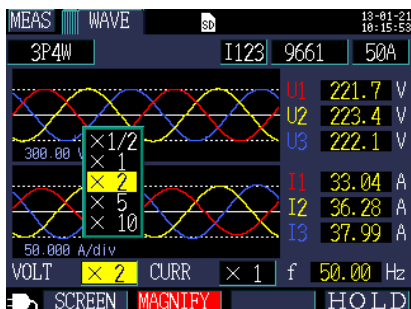 MEAS WAVE SD 13-01-21
10:15:53
3P4W I123 9661 50A
U1 221.7 V
U2 223.4 V
U3 222.1 V
300.00 V
×1/2
× 1
× 2
× 5
× 10
I1 33.04 A
I2 36.28 A
I3 37.99 A
50.000 A/div
VOLT × 2 CURR × 1 f 50.00 Hz
SCREEN MAGNIFY HOLD